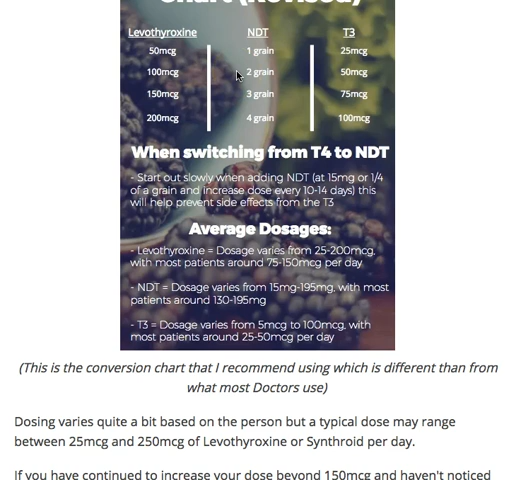 Chart (Revised)
Levothyroxine NDT T3
50mcg 1 grain 25mcg
100mcg 2 grain 50mcg
150mcg 3 grain 75mcg
200mcg 4 grain 100mcg
When switching from T4 to NDT
- Start out slowly when adding NDT (at 15mg or 1/4
of a grain and increase dose every 10-14 days) this
will help prevent side effects from the T3
Average Dosages:
- Levothyroxine = Dosage varies from 25-200mcg,
with most patients around 75-150mcg per day
- NDT = Dosage varies from 15mg-195mg, with most
patients around 130-195mg
- T3 = Dosage varies from 5mcg to 100mcg, with
most patients around 25-50mcg per day
(This is the conversion chart that I recommend using which is different than from
what most Doctors use)
Dosing varies quite a bit based on the person but a typical dose may range
between 25mcg and 250mcg of Levothyroxine or Synthroid per day.
If you have continued to increase your dose beyond 150mcg and haven't noticed